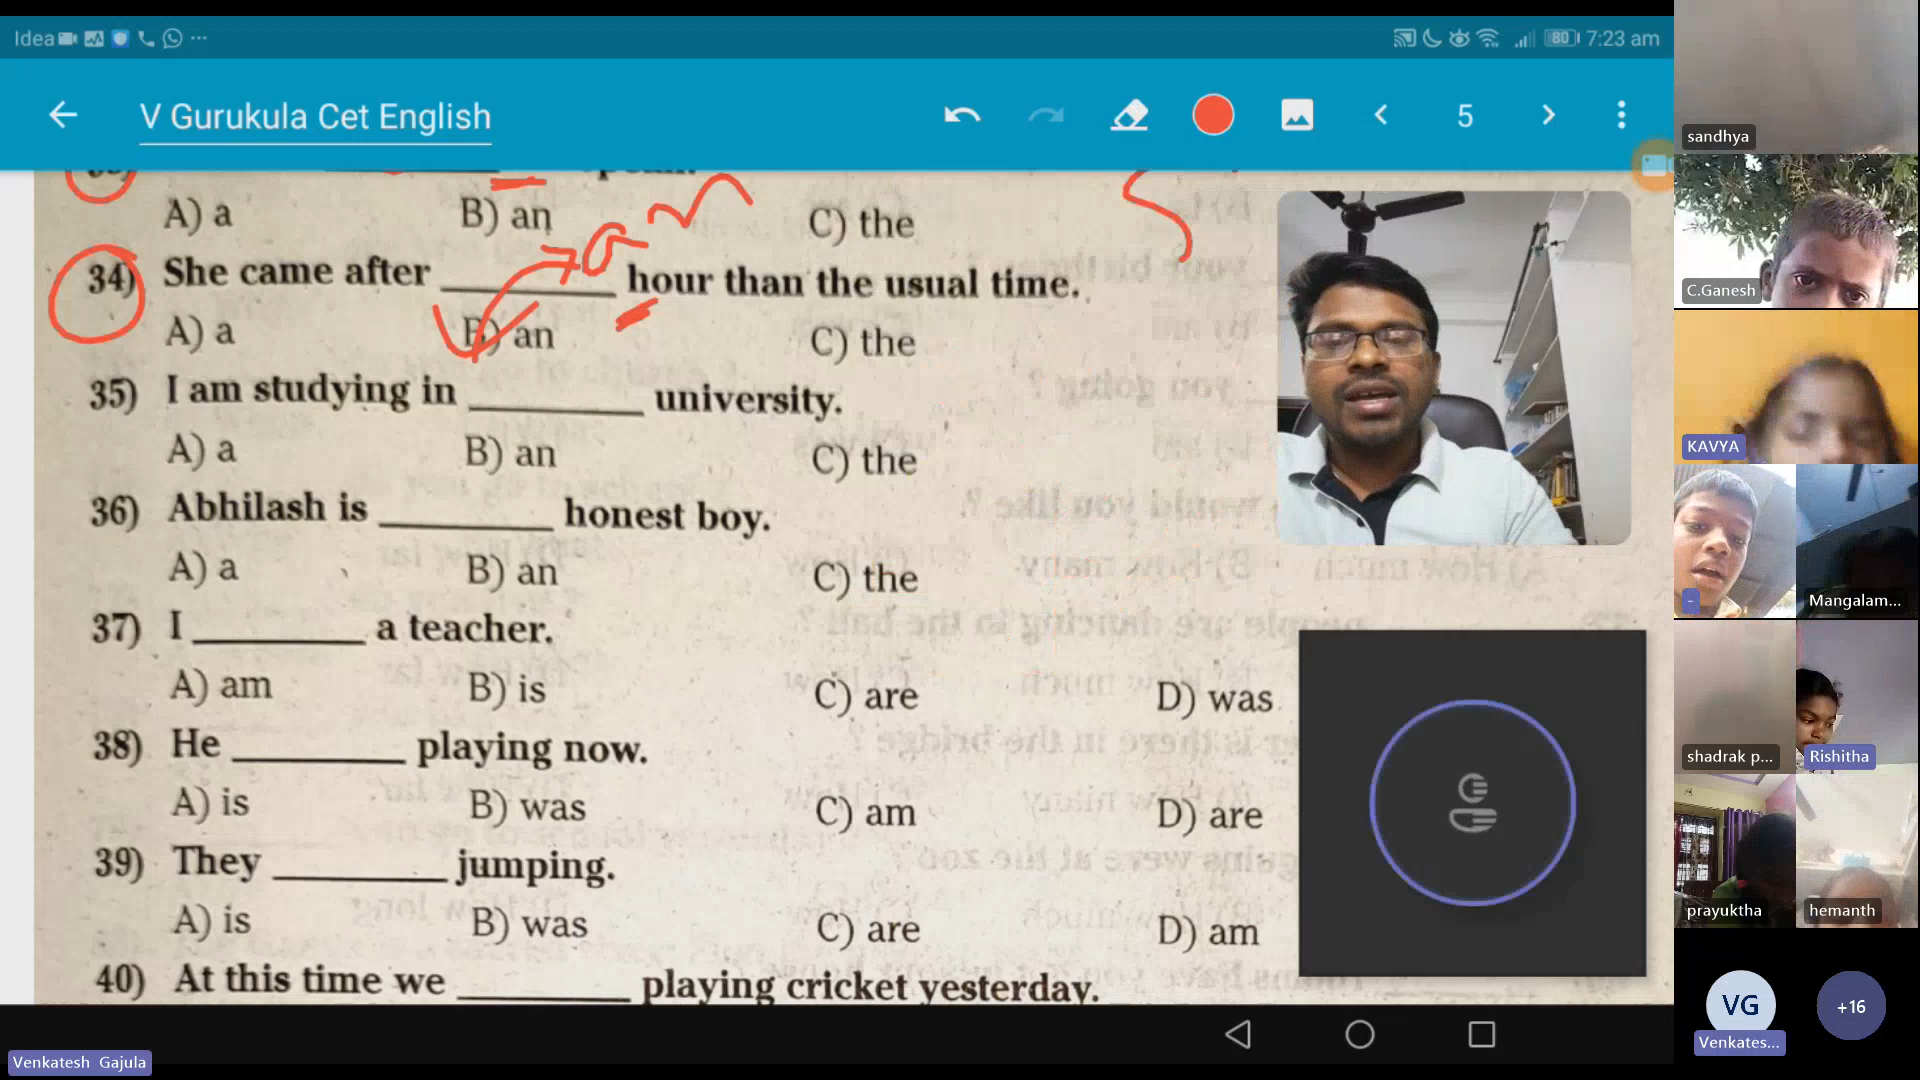 Idea
80 7:23 am
V Gurukula Cet English
5
A) a B) an C) the
34) She came after ________ hour than the usual time.
an
A) a B) an C) the
35) I am studying in ________ university.
A) a B) an C) the
36) Abhilash is ________ honest boy.
A) a B) an C) the
37) I ________ a teacher.
A) am B) is C) are D) was
38) He ________ playing now.
A) is B) was C) am D) are
39) They ________ jumping.
A) is B) was C) are D) am
40) At this time we ________ playing cricket yesterday.
Venkatesh Gajula
sandhya
C.Ganesh
KAVYA
-
Mangalam...
shadrak p...
Rishitha
prayuktha
hemanth
VG
Venkates...
+16